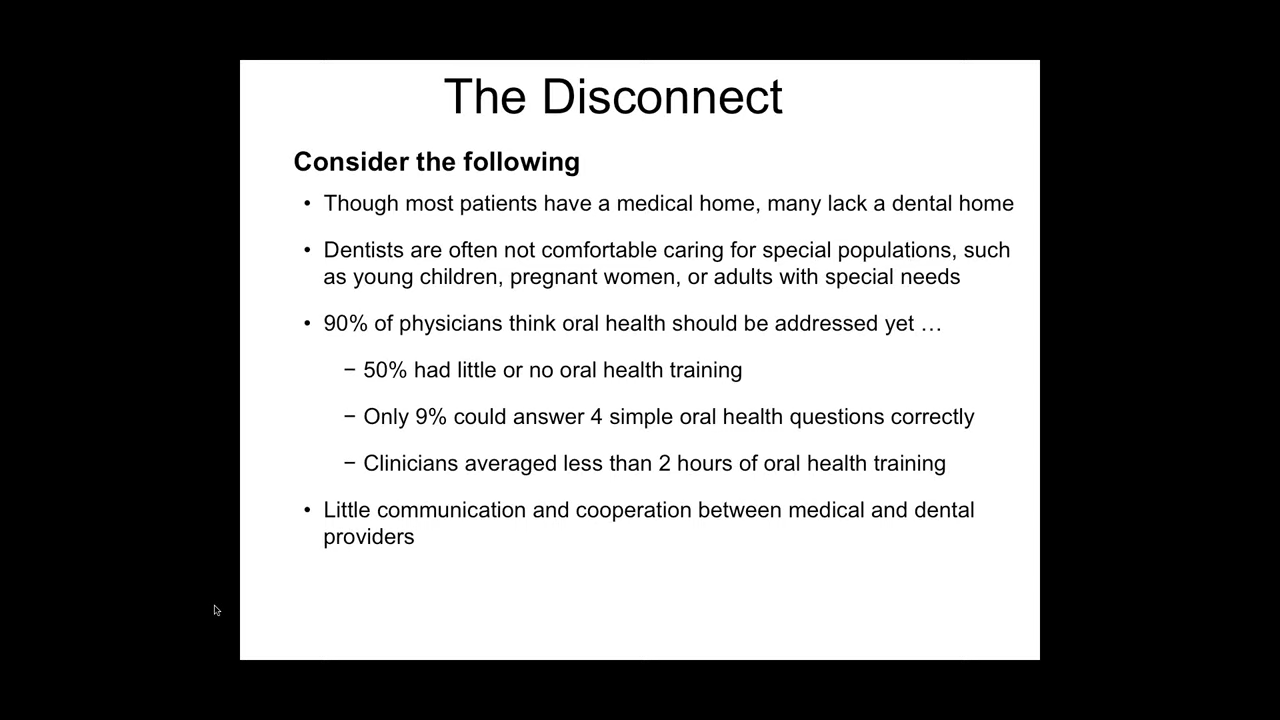 The Disconnect
Consider the following
• Though most patients have a medical home, many lack a dental home
• Dentists are often not comfortable caring for special populations, such
as young children, pregnant women, or adults with special needs
• 90% of physicians think oral health should be addressed yet …
− 50% had little or no oral health training
− Only 9% could answer 4 simple oral health questions correctly
− Clinicians averaged less than 2 hours of oral health training
• Little communication and cooperation between medical and dental
providers